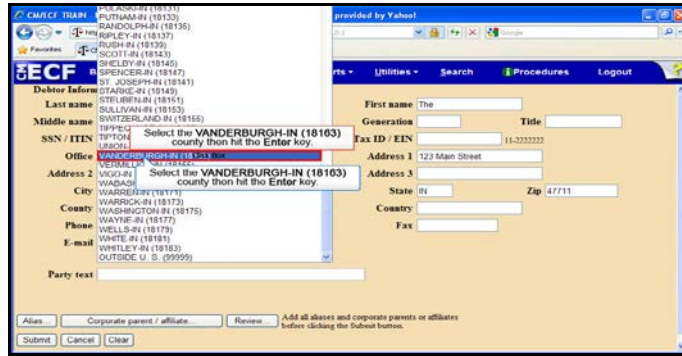 CM/ECF TRAIN
provided by Yahoo!
PULASKI-IN (18131)
PUTNAM-IN (18133)
RANDOLPH-IN (18135)
RIPLEY-IN (18137)
RUSH-IN (18139)
SCOTT-IN (18143)
SHELBY-IN (18145)
SPENCER-IN (18147)
ST. JOSEPH-IN (18141)
STARKE-IN (18149)
STEUBEN-IN (18151)
SULLIVAN-IN (18153)
SWITZERLAND-IN (18155)
Google
Favorites
ECF
Utilities
Search
Procedures
Logout
Debtor Inform
Last name
First name The
Middle name
Generation
Title
SSN / ITIN
Tax ID / EIN
11-2222222
Select the VANDERBURGH-IN (18163)
county then hit the Enter key.
Office
VANDERBURGH-IN
Address 1 123 Main Street
Select the VANDERBURGH-IN (18163)
county then hit the Enter key.
Address 2
Address 3
City
WARREN-IN (18171)
State IN
Zip 47711
County
WARRICK-IN (18173)
WASHINGTON-IN (18175)
Country
Phone
WAYNE-IN (18177)
WELLS-IN (18179)
Fax
E-mail
WHITE-IN (18181)
WHITLEY-IN (18183)
OUTSIDE U. S. (99999)
Party text
Alias...
Corporate parent / affiliate...
Review...
Add all aliases and corporate parents or affiliates
before clicking the Submit button.
Submit
Cancel
Clear